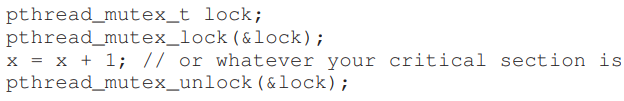 pthread_mutex_t lock;
pthread_mutex_lock(&lock);
x = x + 1; // or whatever your critical section is
pthread_mutex_unlock(&lock);